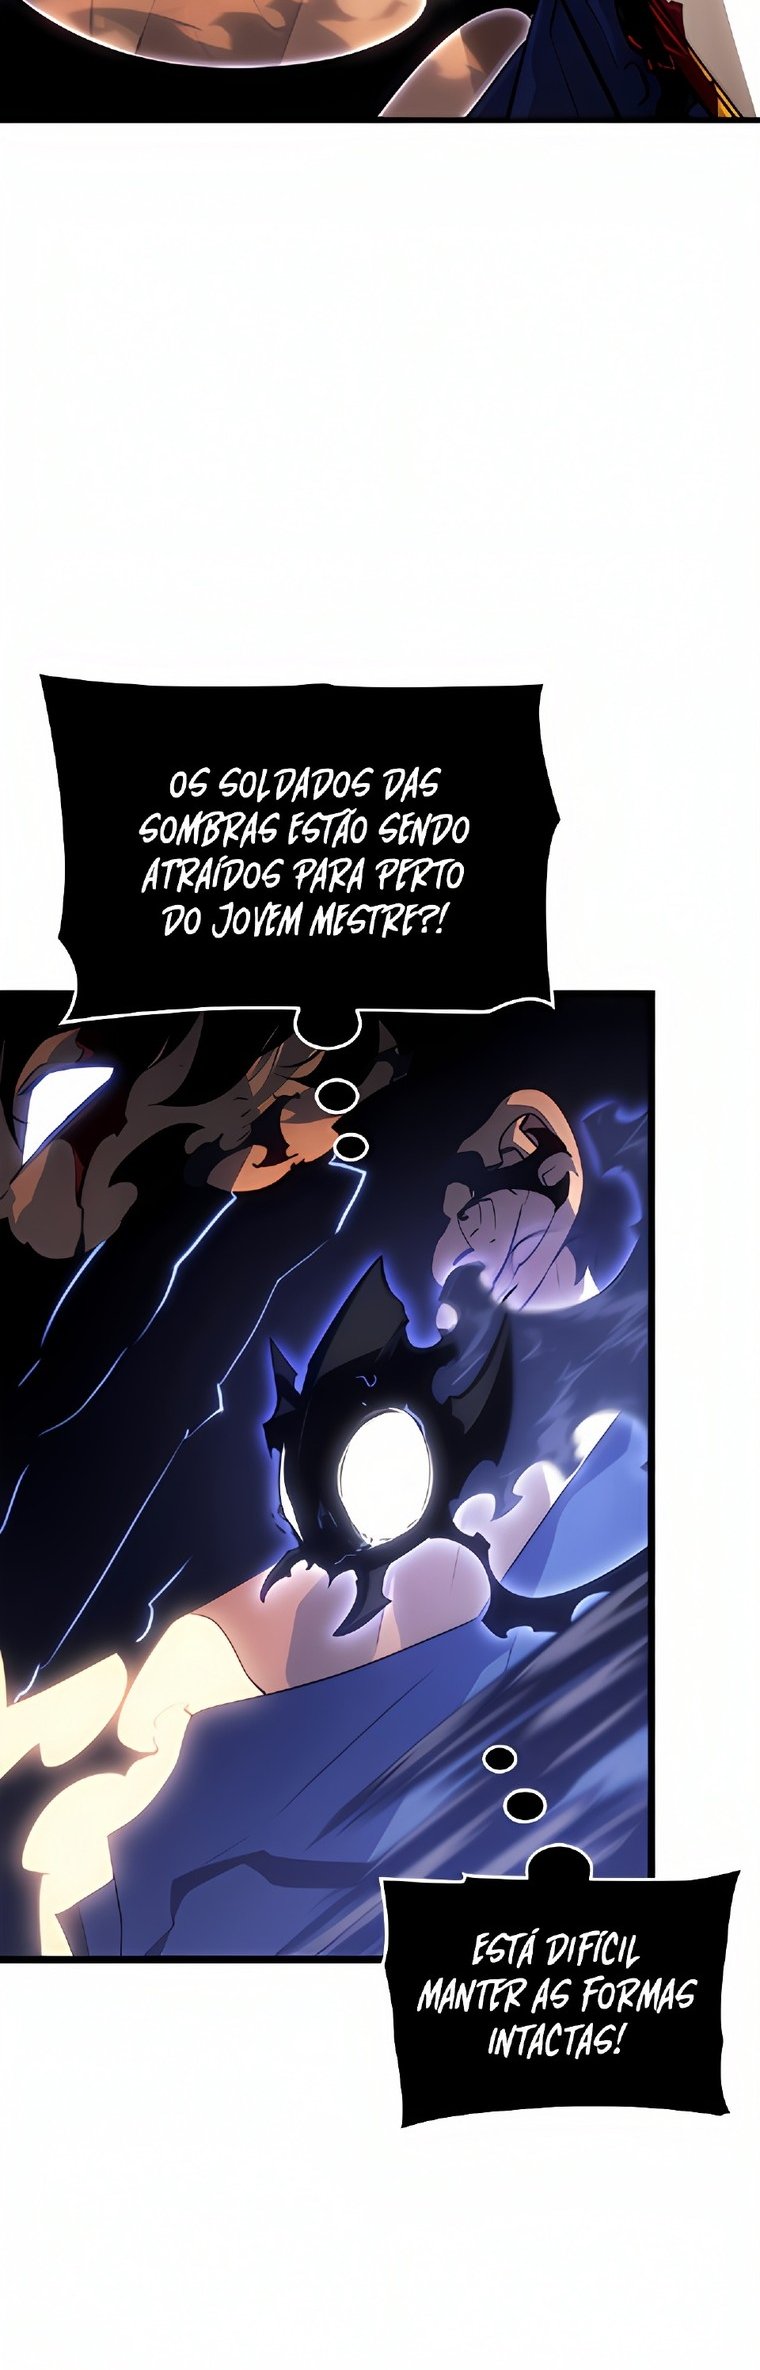 OS SOLDADOS DAS
SOMBRAS ESTÃO SENDO
ATRAÍDOS PARA PERTO
DO JOVEM MESTRE?!
ESTÁ DIFÍCIL
MANTER AS FORMAS
INTACTAS!